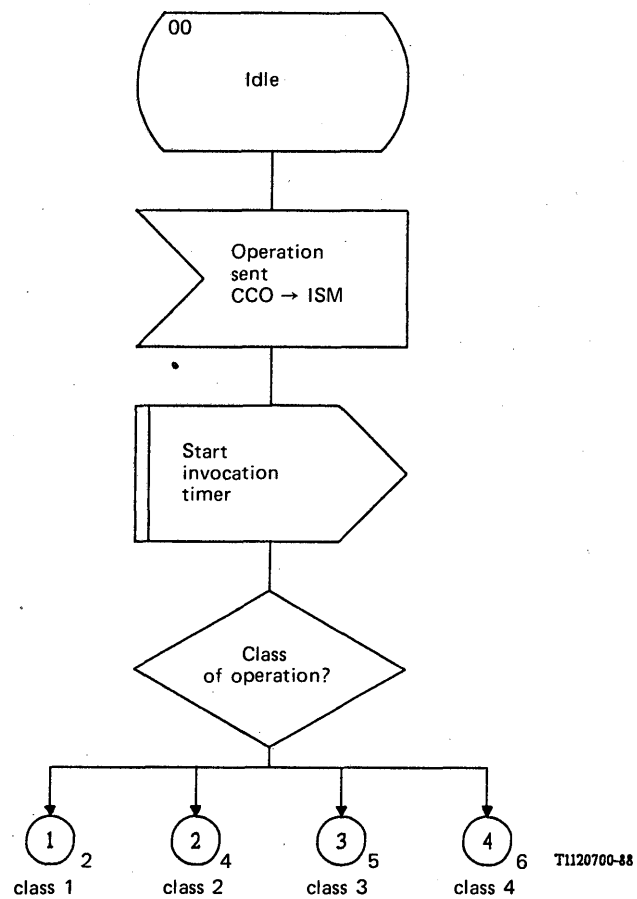 00
Idle
Operation
sent
CCO → ISM
Start
invocation
timer
Class
of operation?
1 2
2 4
3 5
4 6
T1120700-88
class 1
class 2
class 3
class 4